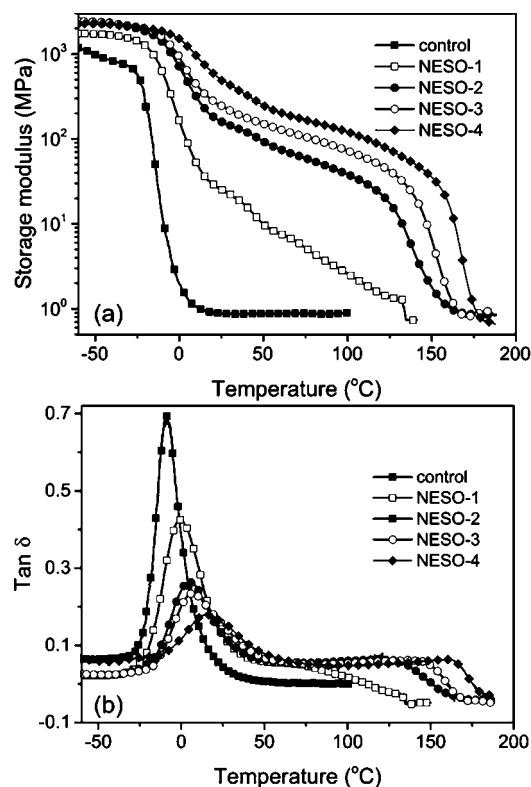 10³
10²
10¹
10⁰
Storage modulus (MPa)
control
NESO-1
NESO-2
NESO-3
NESO-4
(a)
-50 0 50 100 150 200
Temperature (°C)
0.7
0.5
0.3
0.1
-0.1
Tan δ
control
NESO-1
NESO-2
NESO-3
NESO-4
(b)
-50 0 50 100 150 200
Temperature (°C)